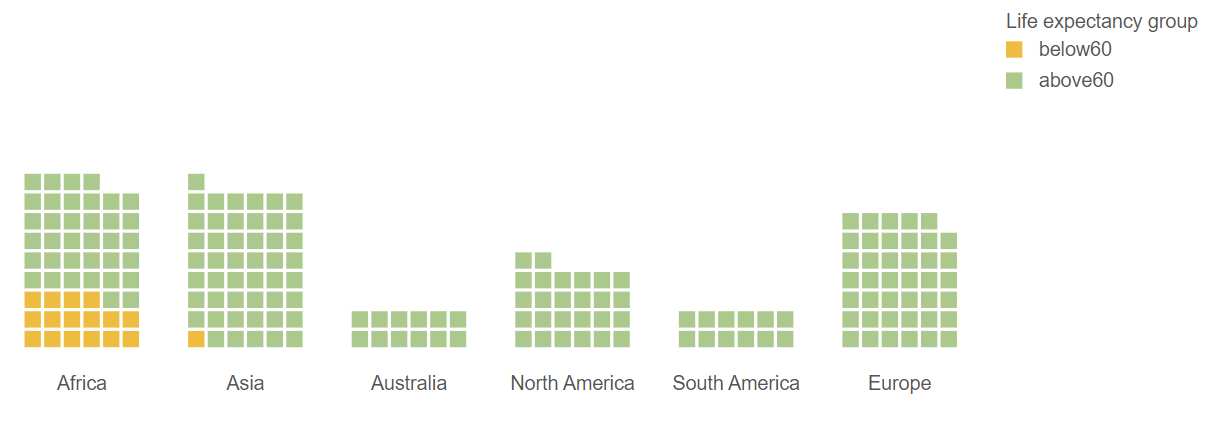 Life expectancy group
below60
above60
Africa
Asia
Australia
North America
South America
Europe